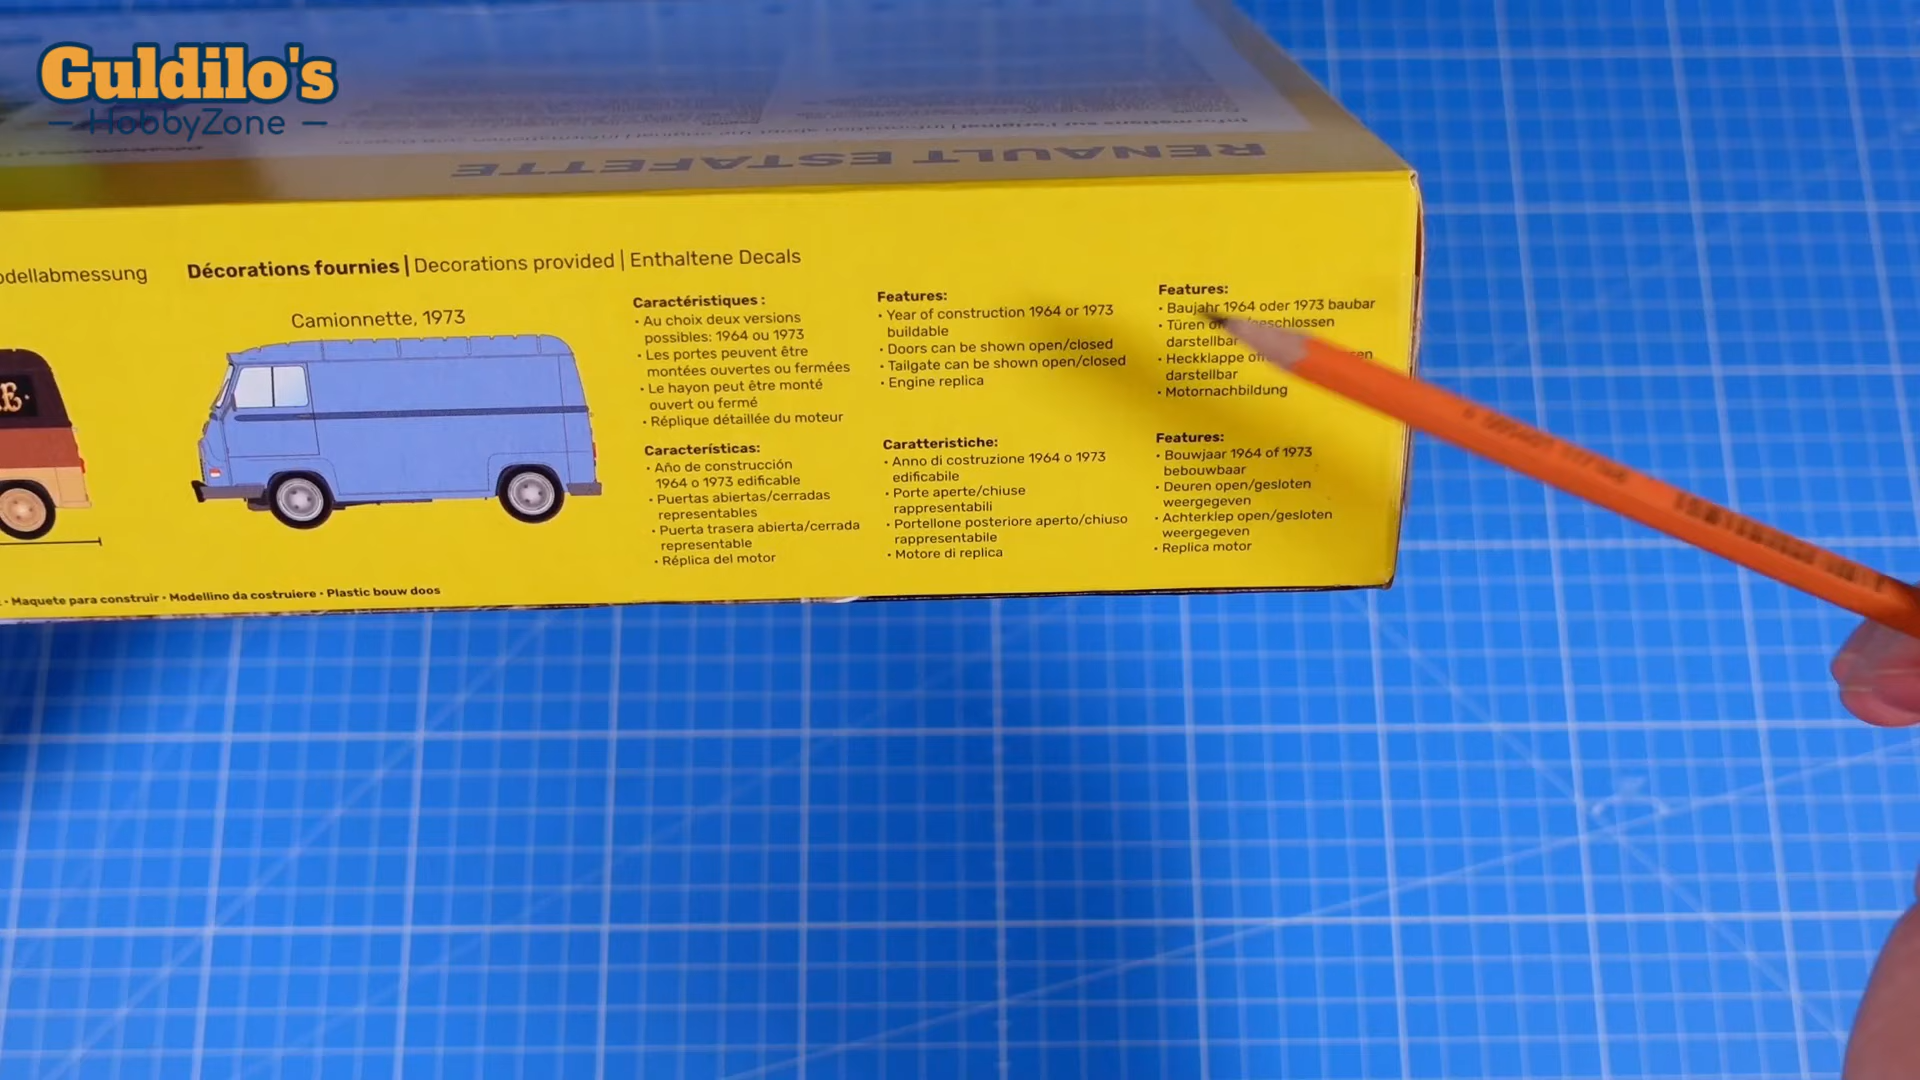 Guldilo's
HobbyZone
RENAULT ESTAFETTE
Décorations fournies | Decorations provided | Enthaltene Decals
Camionnette, 1973
Caractéristiques :
· Au choix deux versions
possibles: 1964 ou 1973
· Les portes peuvent être
montées ouvertes ou fermées
· Le hayon peut être monté
ouvert ou fermé
· Réplique détaillée du moteur
Features:
· Year of construction 1964 or 1973
buildable
· Doors can be shown open/closed
· Tailgate can be shown open/closed
· Engine replica
Features:
· Baujahr 1964 oder 1973 baubar
· Türen
darstellbar
· Heckklappe
darstellbar
· Motornachbildung
Características:
· Año de construcción
1964 o 1973 edificable
· Puertas abiertas/cerradas
representables
· Puerta trasera abierta/cerrada
representable
· Réplica del motor
Caratteristiche:
· Anno di costruzione 1964 o 1973
edificabile
· Porte aperte/chiuse
rappresentabili
· Portellone posteriore aperto/chiuso
rappresentabile
· Motore di replica
Features:
· Bouwjaar 1964 of 1973
bebouwbaar
· Deuren open/gesloten
weergegeven
· Achterklep open/gesloten
weergegeven
· Replica motor
· Maquete para construir · Modellino da costruiere · Plastic bouw doos